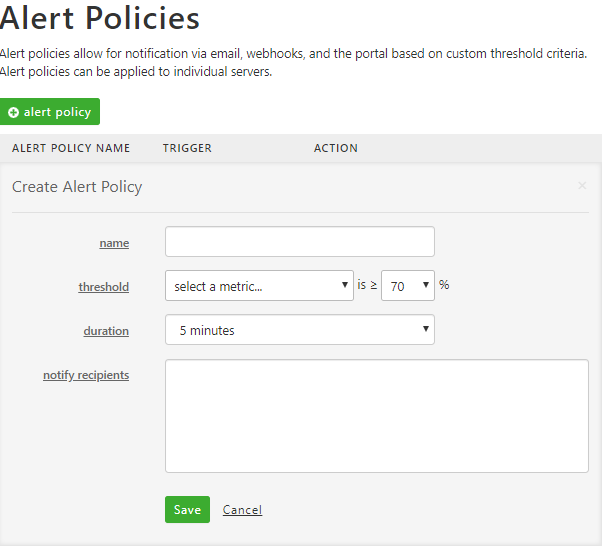 Alert Policies
Alert policies allow for notification via email, webhooks, and the portal based on custom threshold criteria.
Alert policies can be applied to individual servers.
alert policy
ALERT POLICY NAME TRIGGER ACTION
Create Alert Policy ×
name
threshold select a metric... is ≥ 70 %
duration 5 minutes
notify recipients
Save Cancel